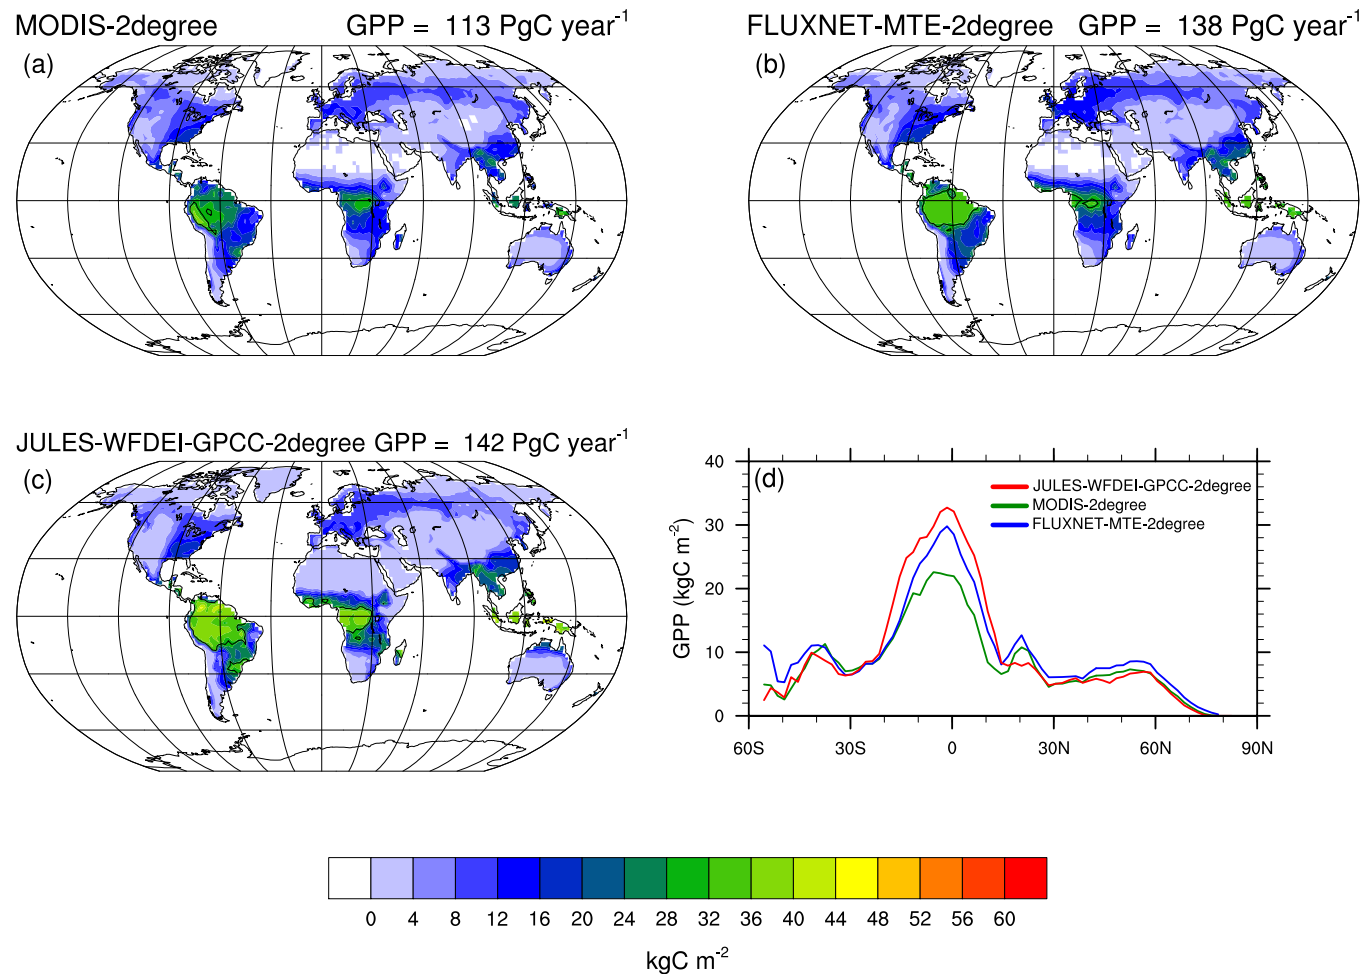 MODIS-2degree GPP = 113 PgC year-1
(a)
FLUXNET-MTE-2degree GPP = 138 PgC year-1
(b)
JULES-WFDEI-GPCC-2degree GPP = 142 PgC year-1
(c)
(d)
JULES-WFDEI-GPCC-2degree
MODIS-2degree
FLUXNET-MTE-2degree
GPP (kgC m-2)
40
30
20
10
0
60S 30S 0 30N 60N 90N
0 4 8 12 16 20 24 28 32 36 40 44 48 52 56 60
kgC m-2